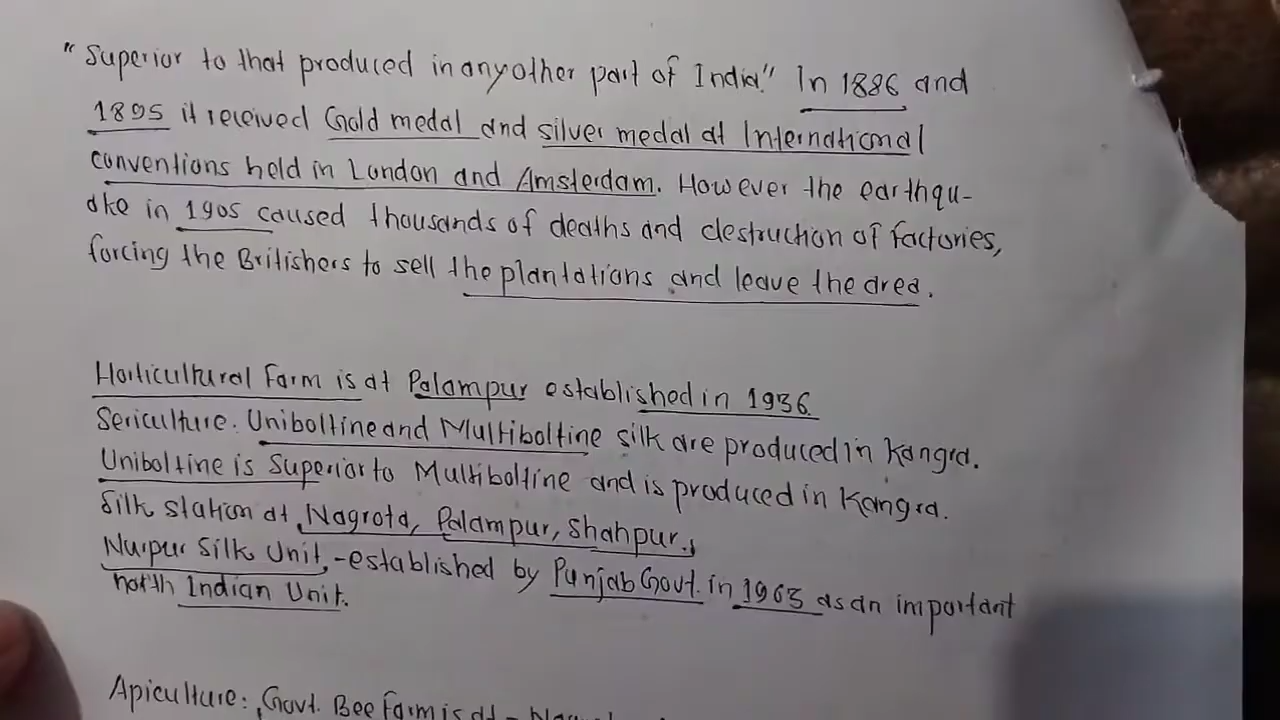 "Superior to that produced in any other part of India." In 1886 and
1895 it received Gold medal and silver medal at International
conventions held in London and Amsterdam. However the earthqu-
ake in 1905 caused thousands of deaths and destruction of factories,
forcing the Britishers to sell the plantations and leave the area.
Horticultural Farm is at Palampur established in 1936.
Sericulture. Uniboltine and Multiboltine silk are produced in Kangra.
Uniboltine is Superior to Multiboltine and is produced in Kangra.
Silk station at Nagrota, Palampur, Shahpur.
Nurpur Silk Unit,-established by Punjab Govt. in 1963 as an important
north Indian Unit.
Apiculture: Govt. Bee Farm is at -